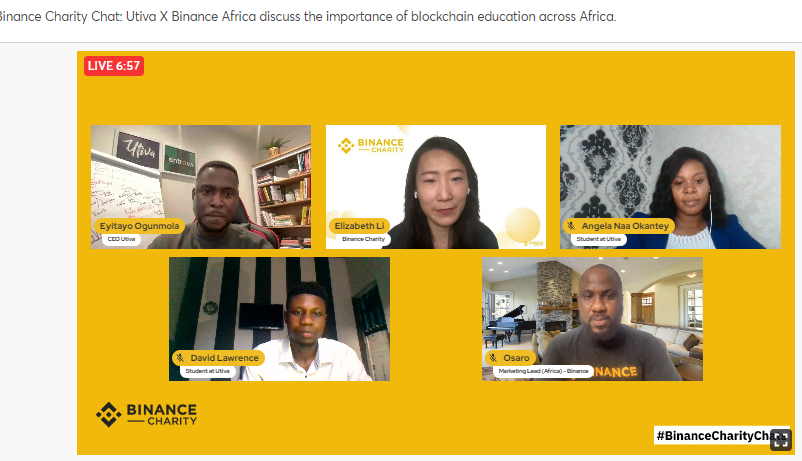 Binance Charity Chat: Utiva X Binance Africa discuss the importance of blockchain education across Africa.
LIVE 6:57
Utiva
entrova
BINANCE
CHARITY
Eyitayo Ogunmola
CEO Utiva
Elizabeth LI
Binance Charity
Angela Naa Okantey
Student at Utiva
David Lawrence
Student at Utiva
Osaro
Marketing Lead (Africa) - Binance
NANCE
BINANCE
CHARITY
#BinanceCharityCha